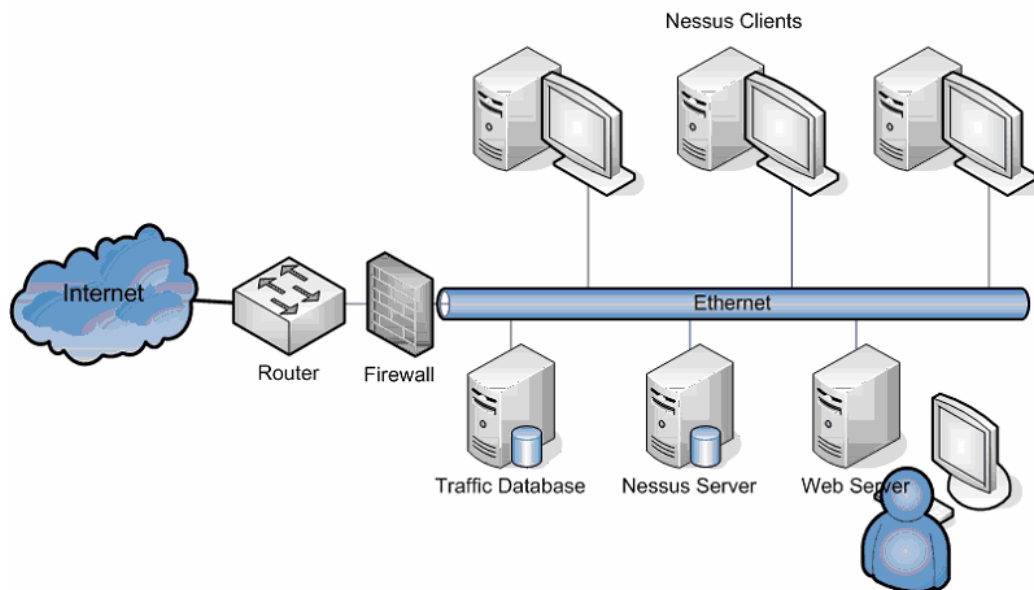 Nessus Clients
Internet
Ethernet
Router
Firewall
Traffic Database
Nessus Server
Web Server